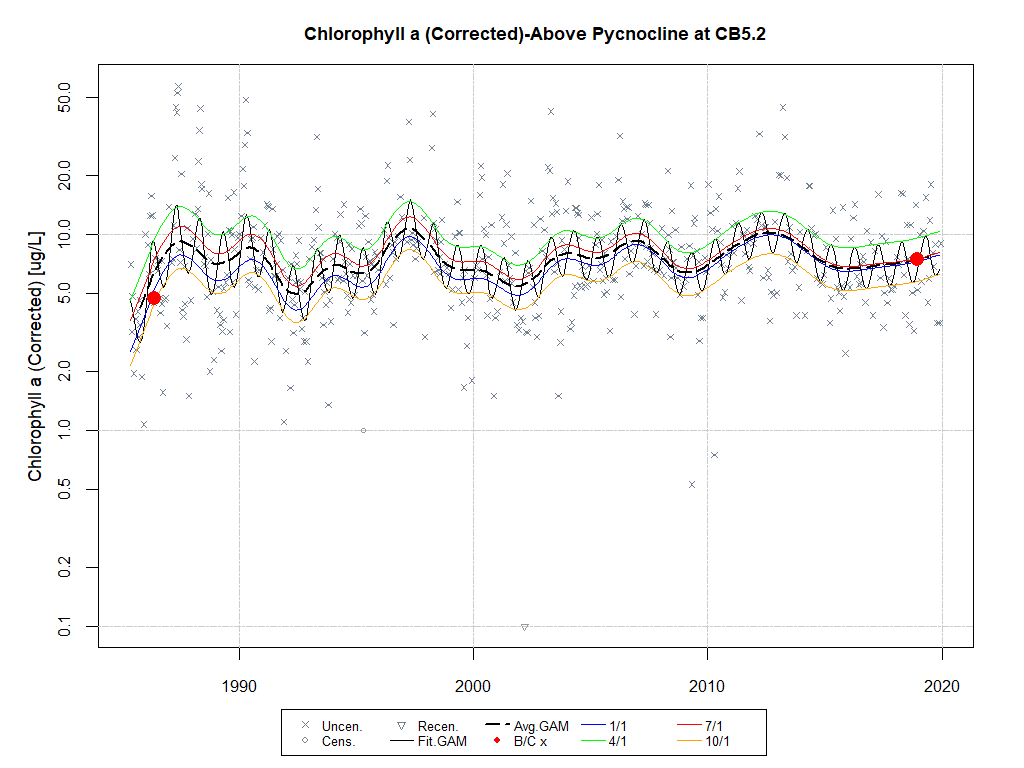 Chlorophyll a (Corrected)-Above Pycnocline at CB5.2
Chlorophyll a (Corrected) [ug/L]
50.0
20.0
10.0
5.0
2.0
1.0
0.5
0.2
0.1
1990 2000 2010 2020
Uncen. Recen. Avg.GAM 1/1 7/1
Cens. Fit.GAM B/C x 4/1 10/1